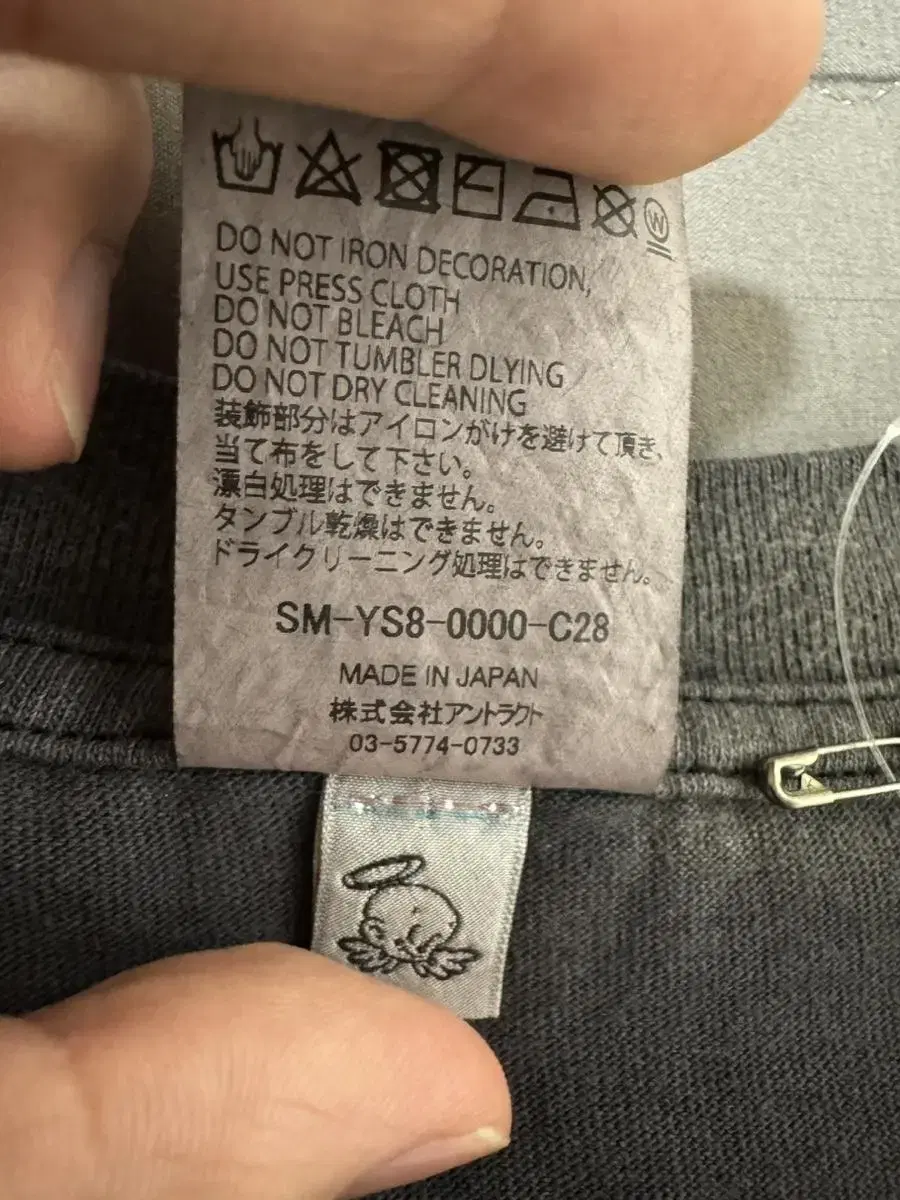 DO NOT IRON DECORATION,
USE PRESS CLOTH
DO NOT BLEACH
DO NOT TUMBLER DLYING
DO NOT DRY CLEANING
装飾部分はアイロンがけを避けて頂き、
当て布をして下さい。
漂白処理はできません。
タンブル乾燥はできません。
ドライクリーニング処理はできません。
SM-YS8-0000-C28
MADE IN JAPAN
株式会社アントラクト
03-5774-0733